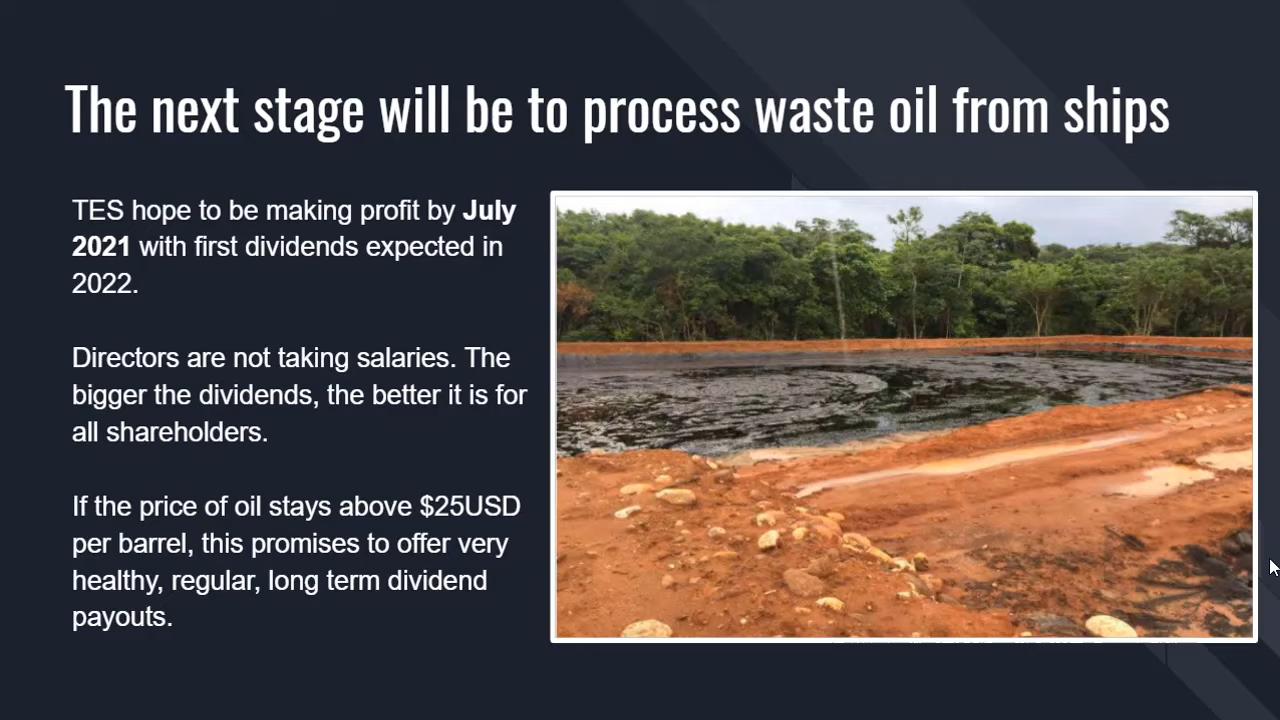 The next stage will be to process waste oil from ships
TES hope to be making profit by July
2021 with first dividends expected in
2022.
Directors are not taking salaries. The
bigger the dividends, the better it is for
all shareholders.
If the price of oil stays above $25USD
per barrel, this promises to offer very
healthy, regular, long term dividend
payouts.